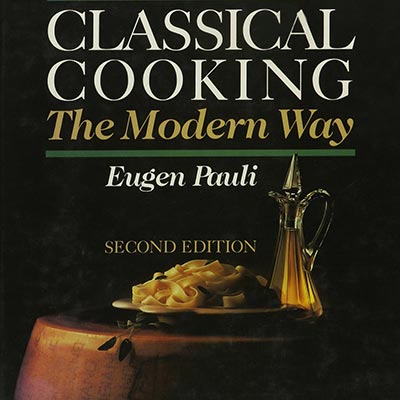 CLASSICAL
COOKING
The Modern Way
Eugen Pauli
SECOND EDITION